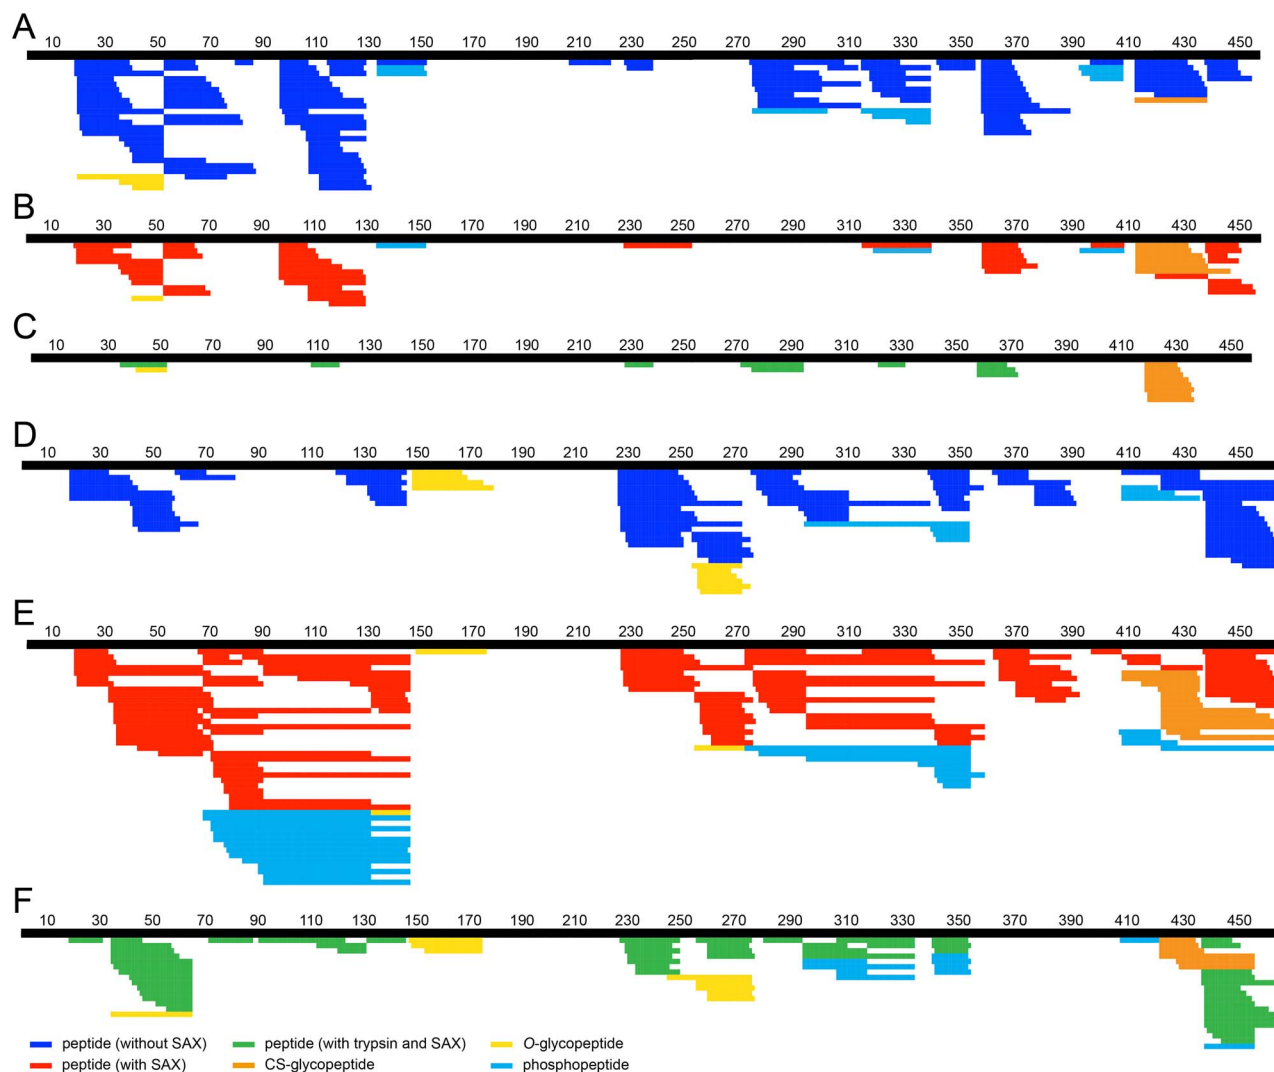 A
10 30 50 70 90 110 130 150 170 190 210 230 250 270 290 310 330 350 370 390 410 430 450
B
10 30 50 70 90 110 130 150 170 190 210 230 250 270 290 310 330 350 370 390 410 430 450
C
10 30 50 70 90 110 130 150 170 190 210 230 250 270 290 310 330 350 370 390 410 430 450
D
10 30 50 70 90 110 130 150 170 190 210 230 250 270 290 310 330 350 370 390 410 430 450
E
10 30 50 70 90 110 130 150 170 190 210 230 250 270 290 310 330 350 370 390 410 430 450
F
10 30 50 70 90 110 130 150 170 190 210 230 250 270 290 310 330 350 370 390 410 430 450
peptide (without SAX) peptide (with trypsin and SAX) O-glycopeptide
peptide (with SAX) CS-glycopeptide phosphopeptide